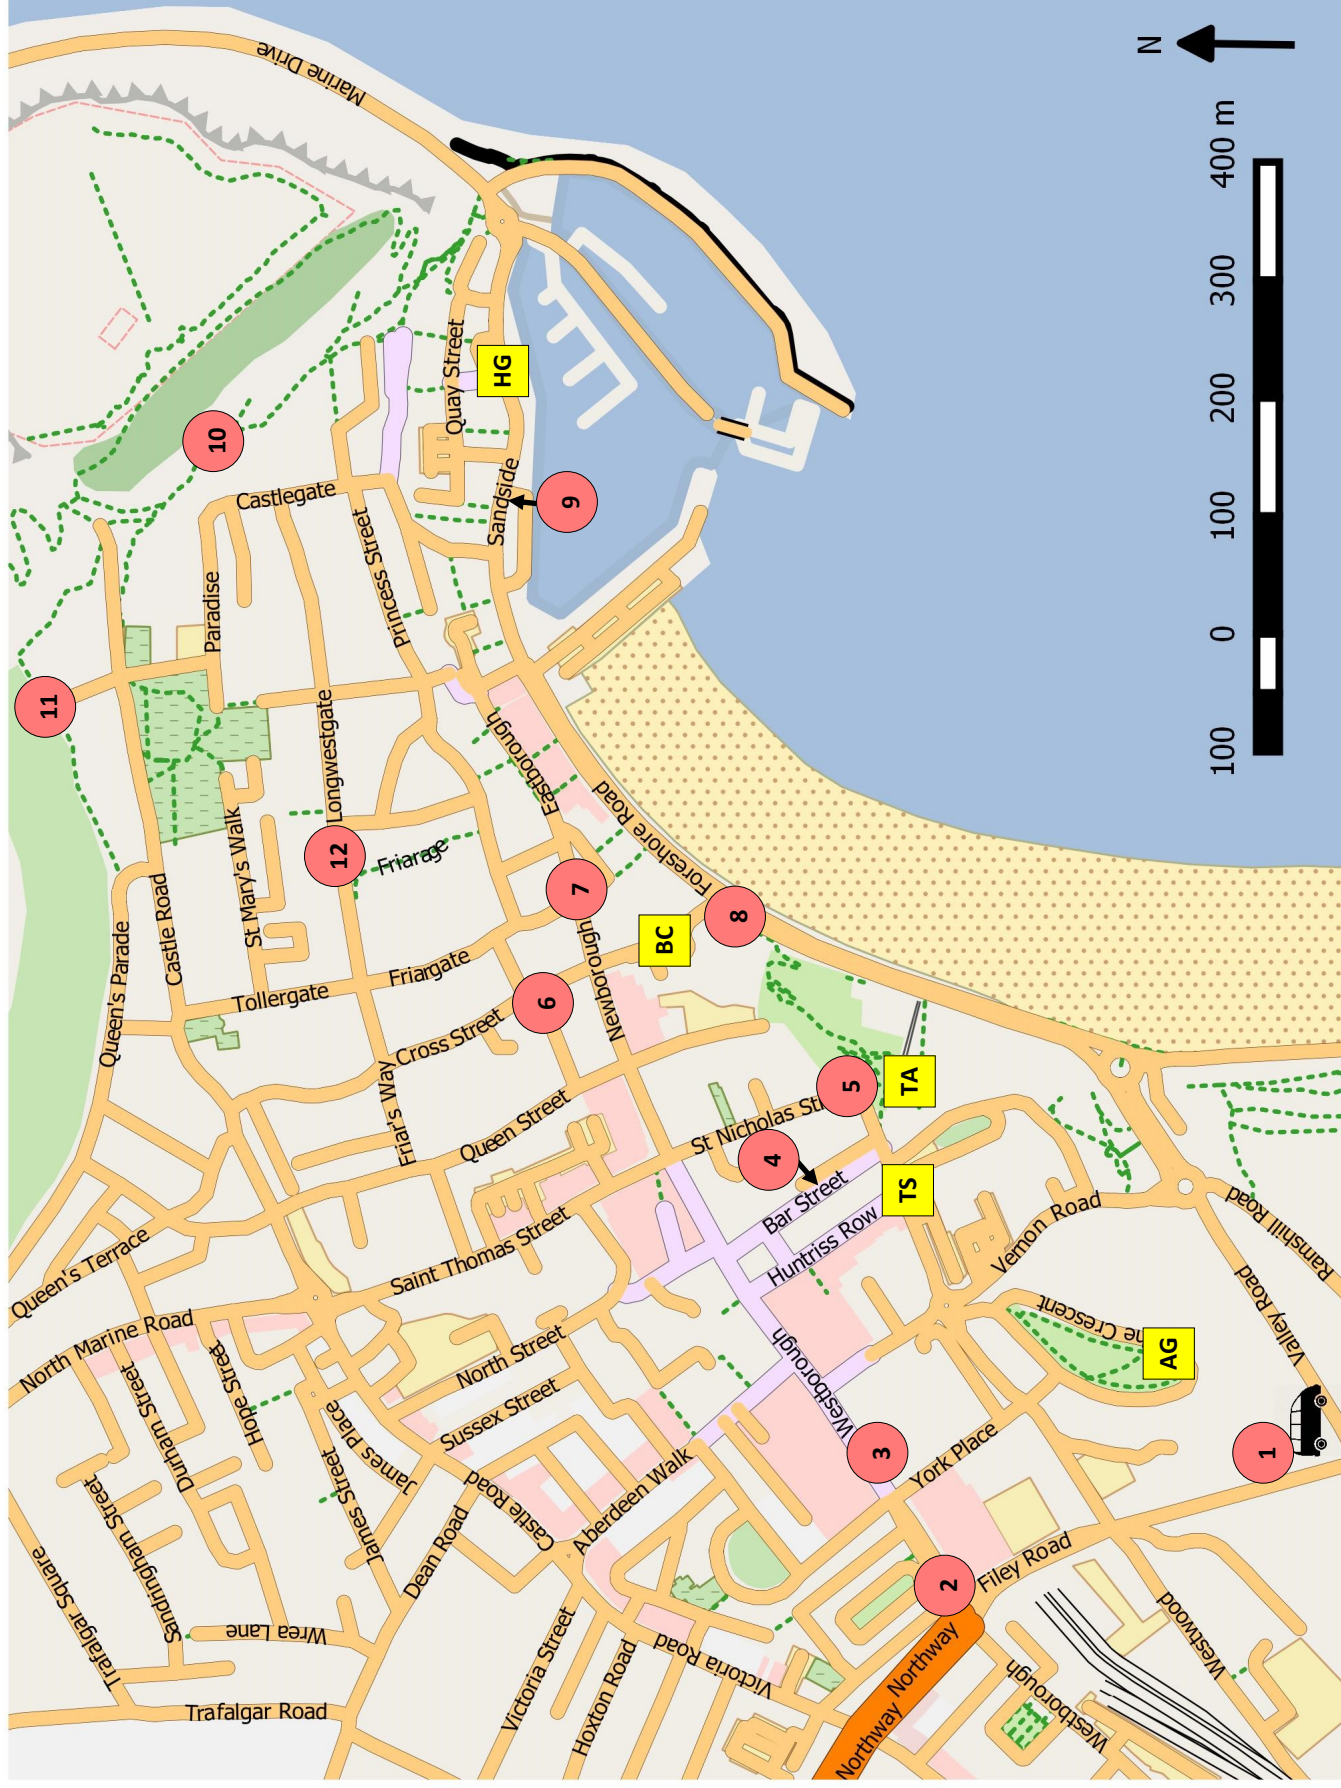 Marine Drive
N
400 m
300
200
100
0
100
10
HG
Quay Street
Sandside
9
Castlegate
Princess Street
Paradise
11
Longwestgate
Eastborough
Foreshore Road
St Mary's Walk
12
Friarage
7
8
BC
Queen's Parade
Castle Road
Tollergate
Friargate
6
Newborough
Cross Street
Friar's Way
Queen Street
St Nicholas St
5
TA
4
Bar Street
TS
Huntriss Row
Saint Thomas Street
Vernon Road
Ramshill Road
Valley Road
Queen's Terrace
North Marine Road
Durham Street
Hope Street
North Street
Sussex Street
James Place
James Street
Castle Road
Aberdeen Walk
Westborough
3
York Place
ne Crescent
AG
1
Trafalgar Square
Sandringham Street
Wrea Lane
Dean Road
Trafalgar Road
Victoria Street
Hoxton Road
Victoria Road
2
Northway
Northway
Filey Road
Westwood
Westborough